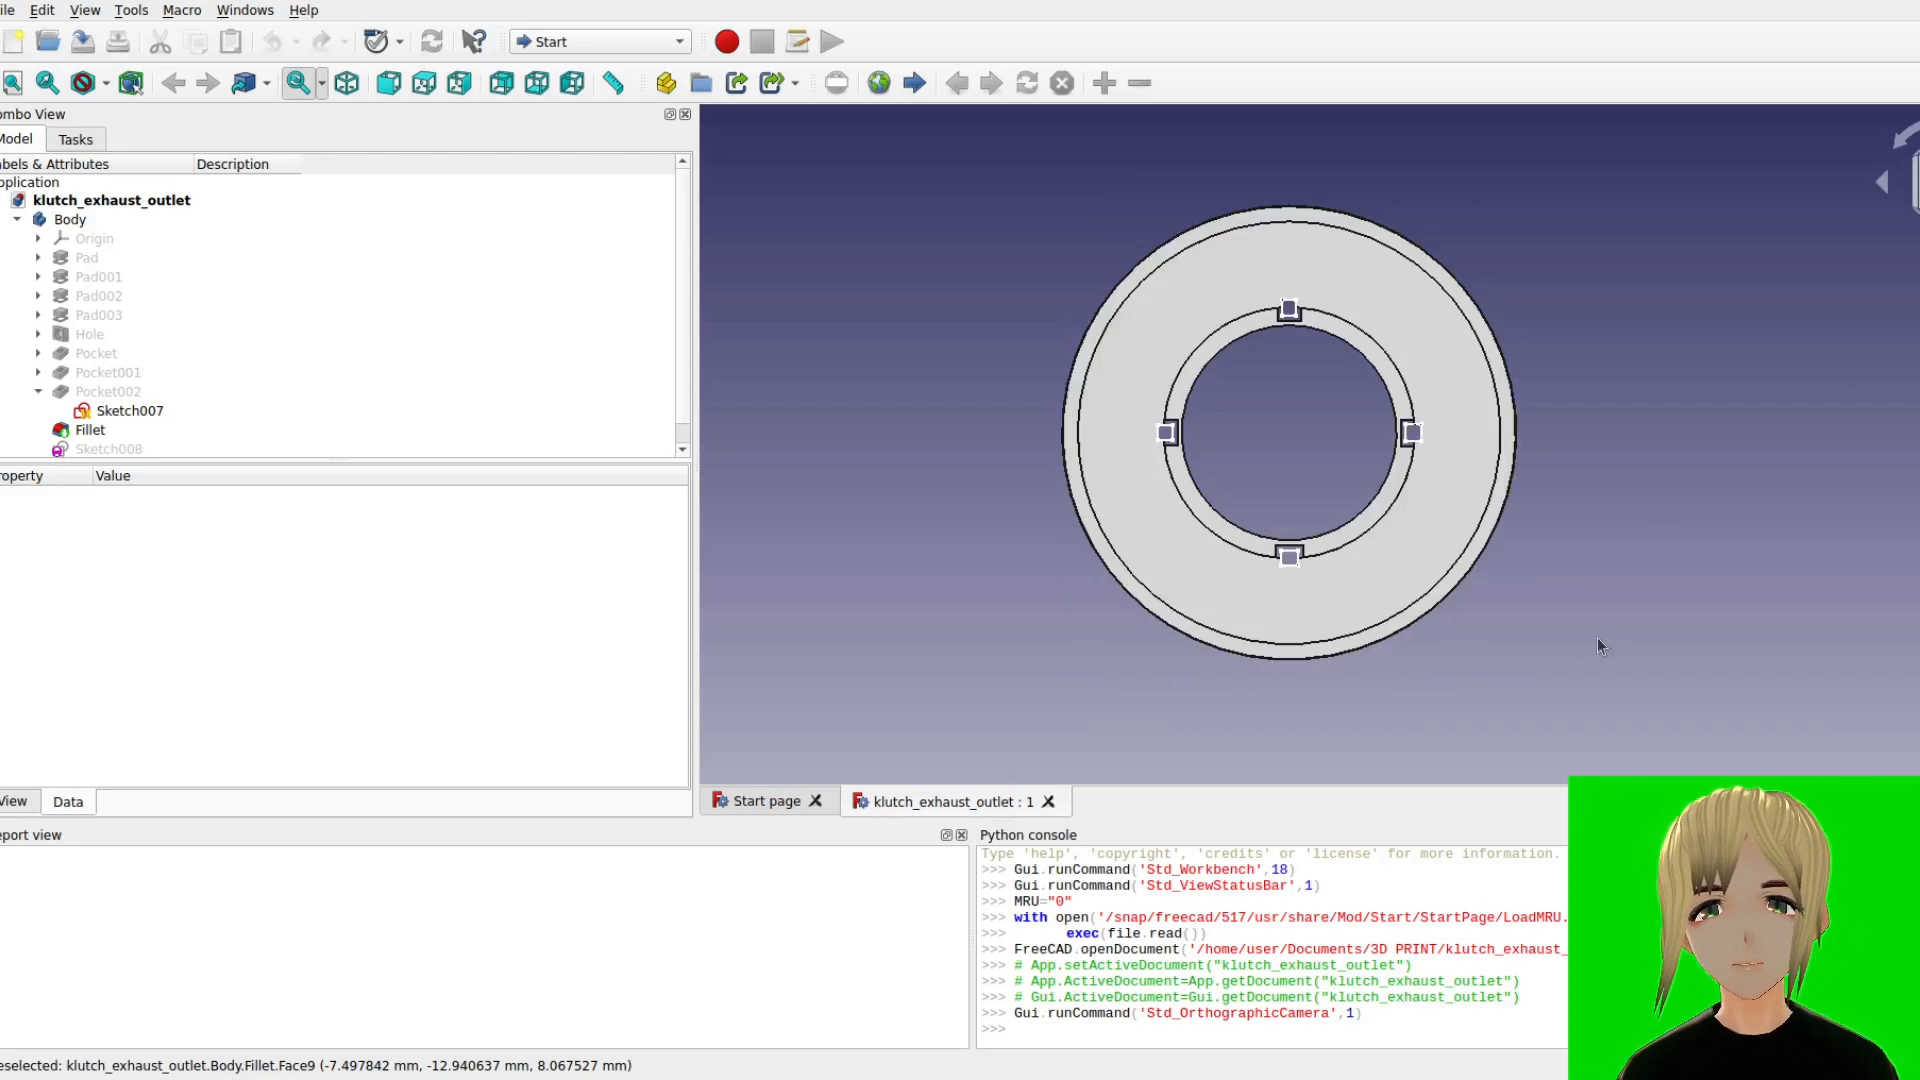 ile Edit View Tools Macro Windows Help
Start
ombo View
Model Tasks
bels & Attributes Description
pplication
klutch_exhaust_outlet
Body
Origin
Pad
Pad001
Pad002
Pad003
Hole
Pocket
Pocket001
Pocket002
Sketch007
Fillet
Sketch008
roperty Value
View Data
Start page
klutch_exhaust_outlet : 1
eport view
Python console
Type 'help', 'copyright', 'credits' or 'license' for more information.
>>> Gui.runCommand('Std_Workbench',18)
>>> Gui.runCommand('Std_ViewStatusBar',1)
>>> MRU="0"
>>> with open('/snap/freecad/517/usr/share/Mod/Start/StartPage/LoadMRU.
>>> exec(file.read())
>>> FreeCAD.openDocument('/home/user/Documents/3D PRINT/klutch_exhaust_
>>> # App.setActiveDocument("klutch_exhaust_outlet")
>>> # App.ActiveDocument=App.getDocument("klutch_exhaust_outlet")
>>> # Gui.ActiveDocument=Gui.getDocument("klutch_exhaust_outlet")
>>> Gui.runCommand('Std_OrthographicCamera',1)
>>>
eselected: klutch_exhaust_outlet.Body.Fillet.Face9 (-7.497842 mm, -12.940637 mm, 8.067527 mm)